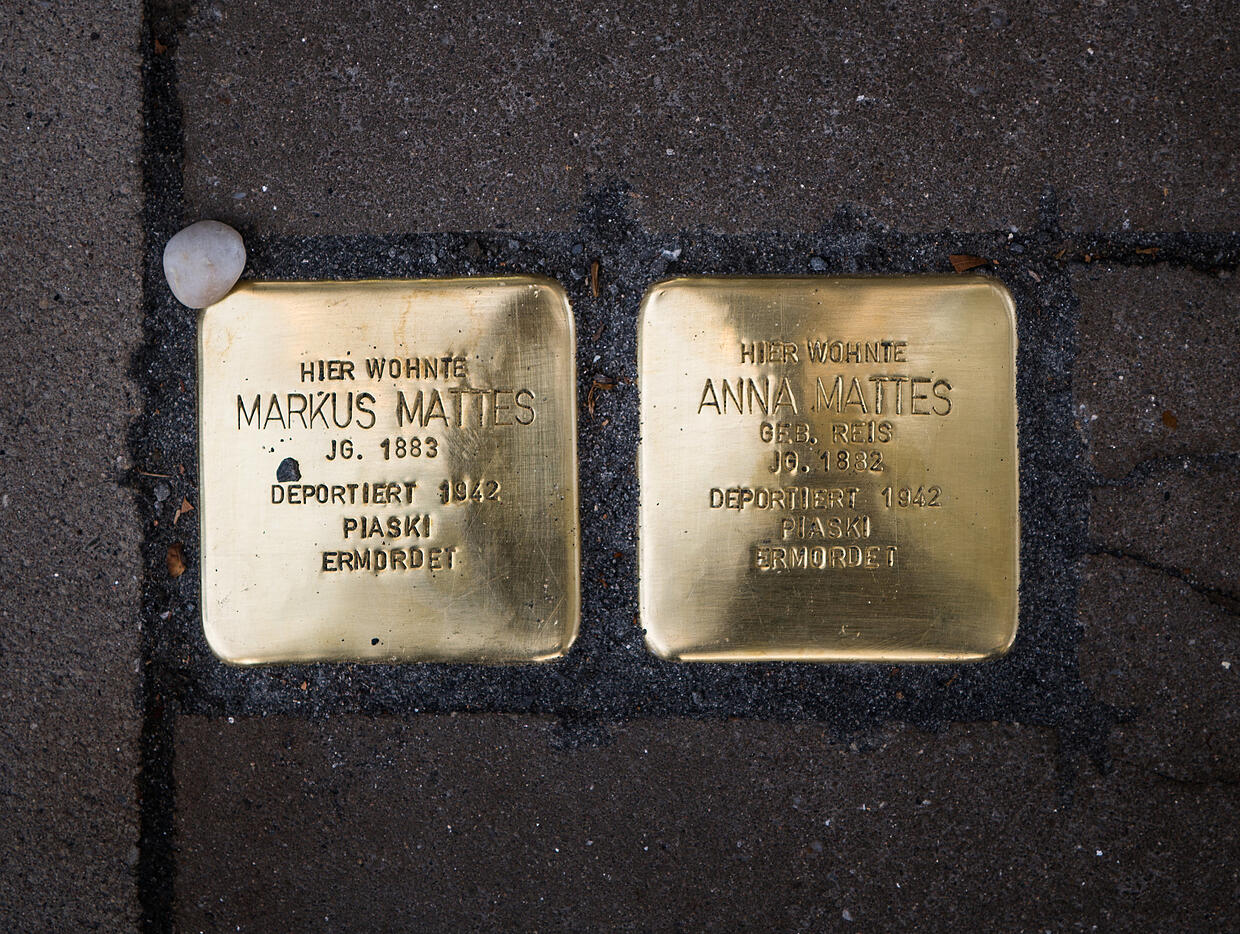 HIER WOHNTE
MARKUS MATTES
JG. 1883
DEPORTIERT 1942
PIASKI
ERMORDET
HIER WOHNTE
ANNA MATTES
GEB. REIS
JG. 1882
DEPORTIERT 1942
PIASKI
ERMORDET